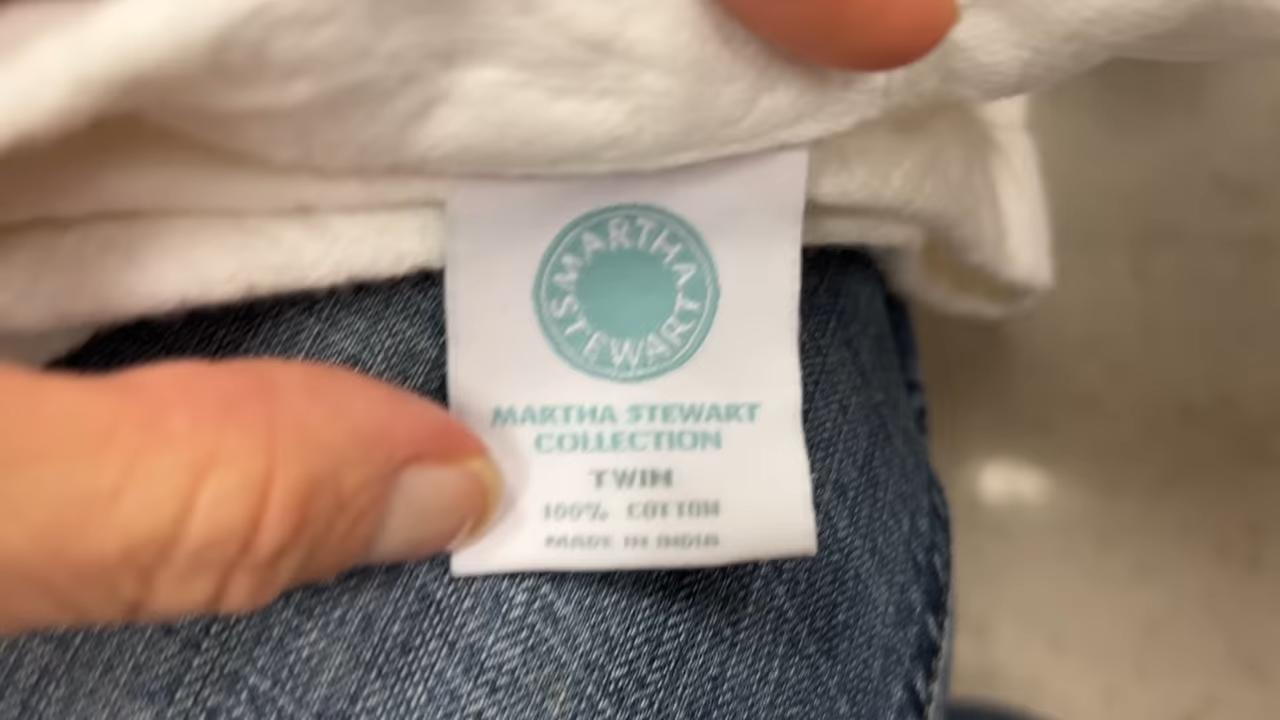 MARTHA
STEWART
MARTHA STEWART
COLLECTION
TWIN
100% COTTON
MADE IN INDIA